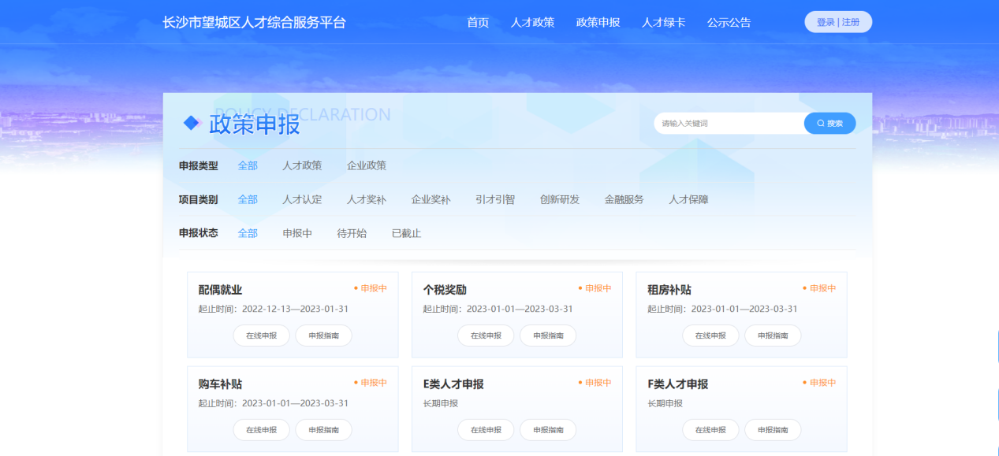 长沙市望城区人才综合服务平台 首页 人才政策 政策申报 人才绿卡 公示公告 登录 | 注册
POLICY DECLARATION
政策申报 请输入关键词 搜索
申报类型 全部 人才政策 企业政策
项目类别 全部 人才认定 人才奖补 企业奖补 引才引智 创新研发 金融服务 人才保障
申报状态 全部 申报中 待开始 已截止
配偶就业 申报中 个税奖励 申报中 租房补贴 申报中
起止时间：2022-12-13—2023-01-31 起止时间：2023-01-01—2023-03-31 起止时间：2023-01-01—2023-03-31
在线申报 申报指南 在线申报 申报指南 在线申报 申报指南
购车补贴 申报中 E类人才申报 申报中 F类人才申报 申报中
起止时间：2023-01-01—2023-03-31 长期申报 长期申报
在线申报 申报指南 在线申报 申报指南 在线申报 申报指南